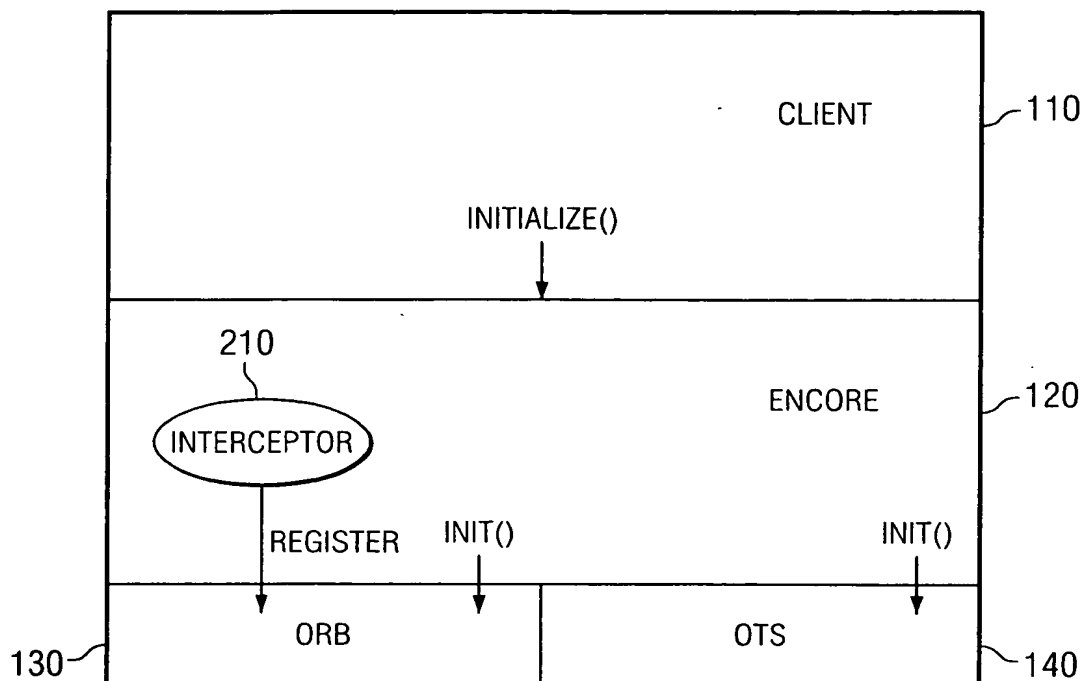 CLIENT
110
INITIALIZE()
210
ENCORE
120
INTERCEPTOR
REGISTER
INIT()
INIT()
ORB
OTS
130
140